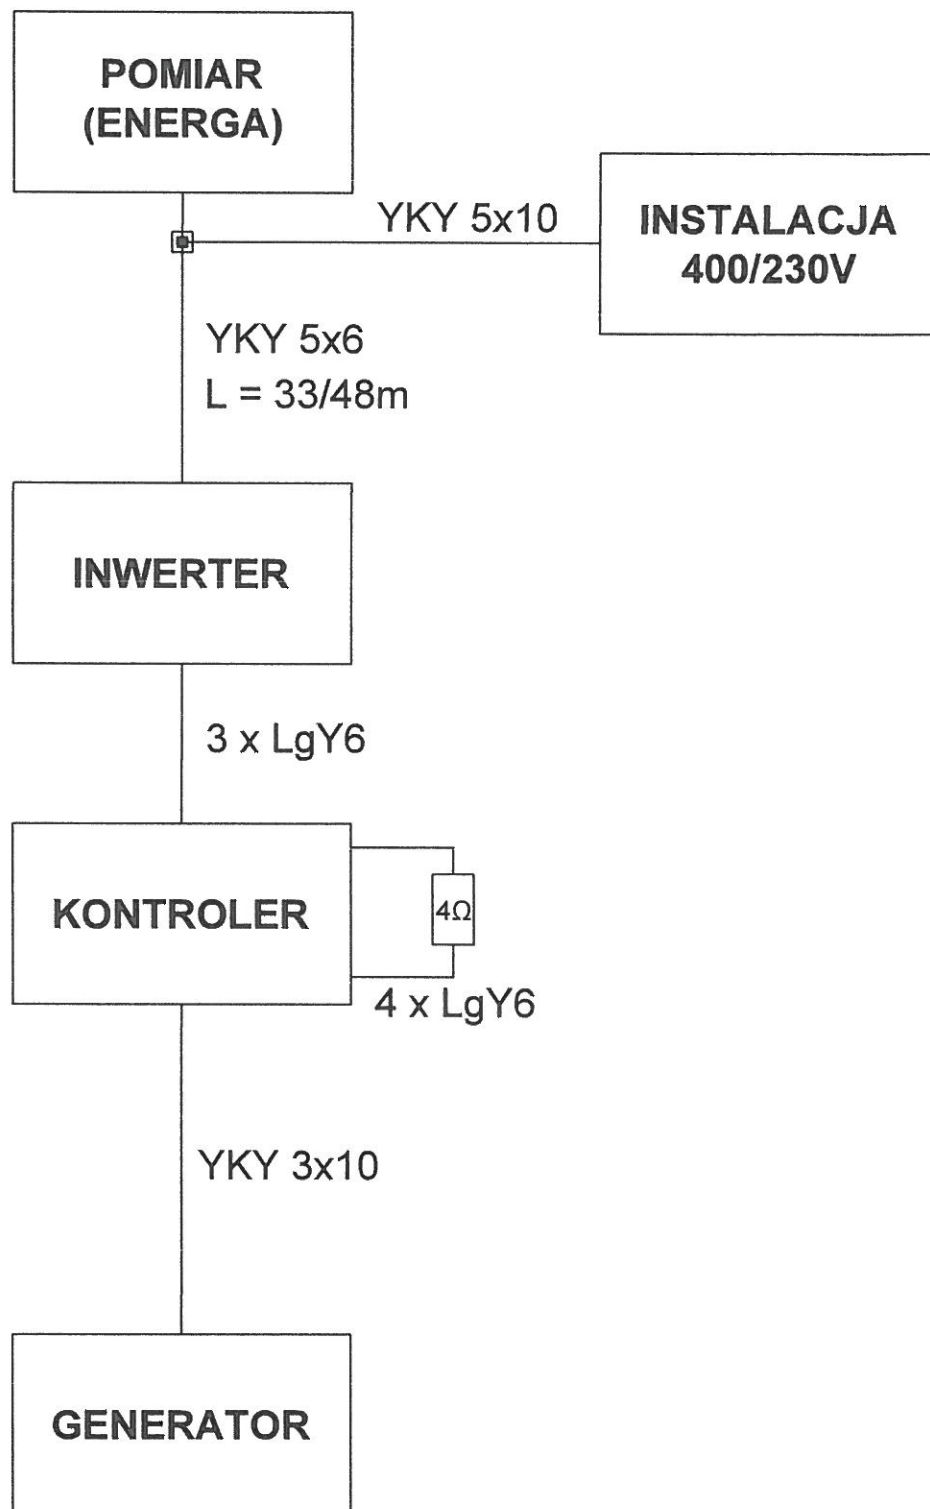 POMIAR
(ENERGA)
YKY 5x10
INSTALACJA
400/230V
YKY 5x6
L = 33/48m
INWERTER
3 x LgY6
KONTROLER
4Ω
4 x LgY6
YKY 3x10
GENERATOR